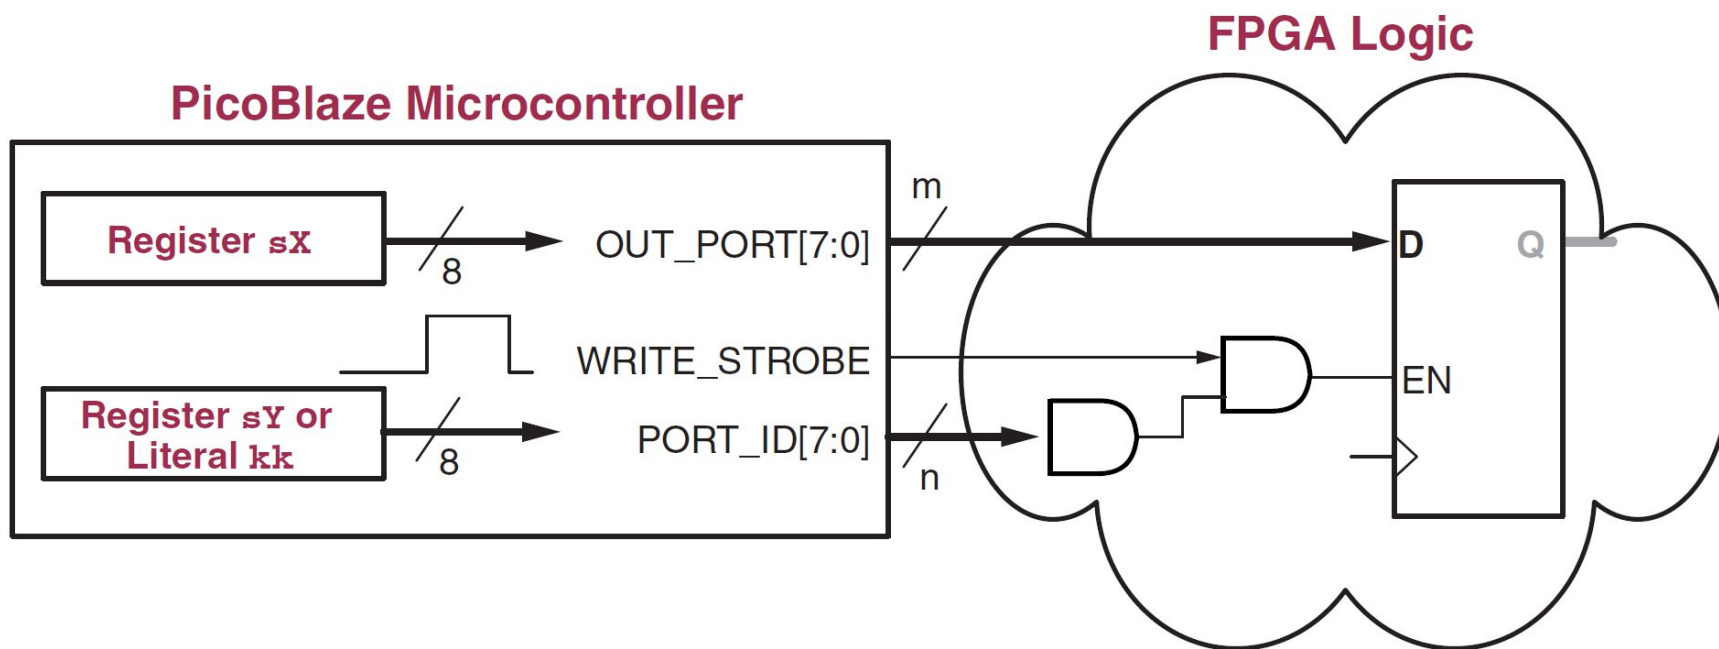 FPGA Logic
PicoBlaze Microcontroller
Register sX
8
OUT_PORT[7:0]
m
D
Q
WRITE_STROBE
EN
Register sY or
Literal kk
8
PORT_ID[7:0]
n